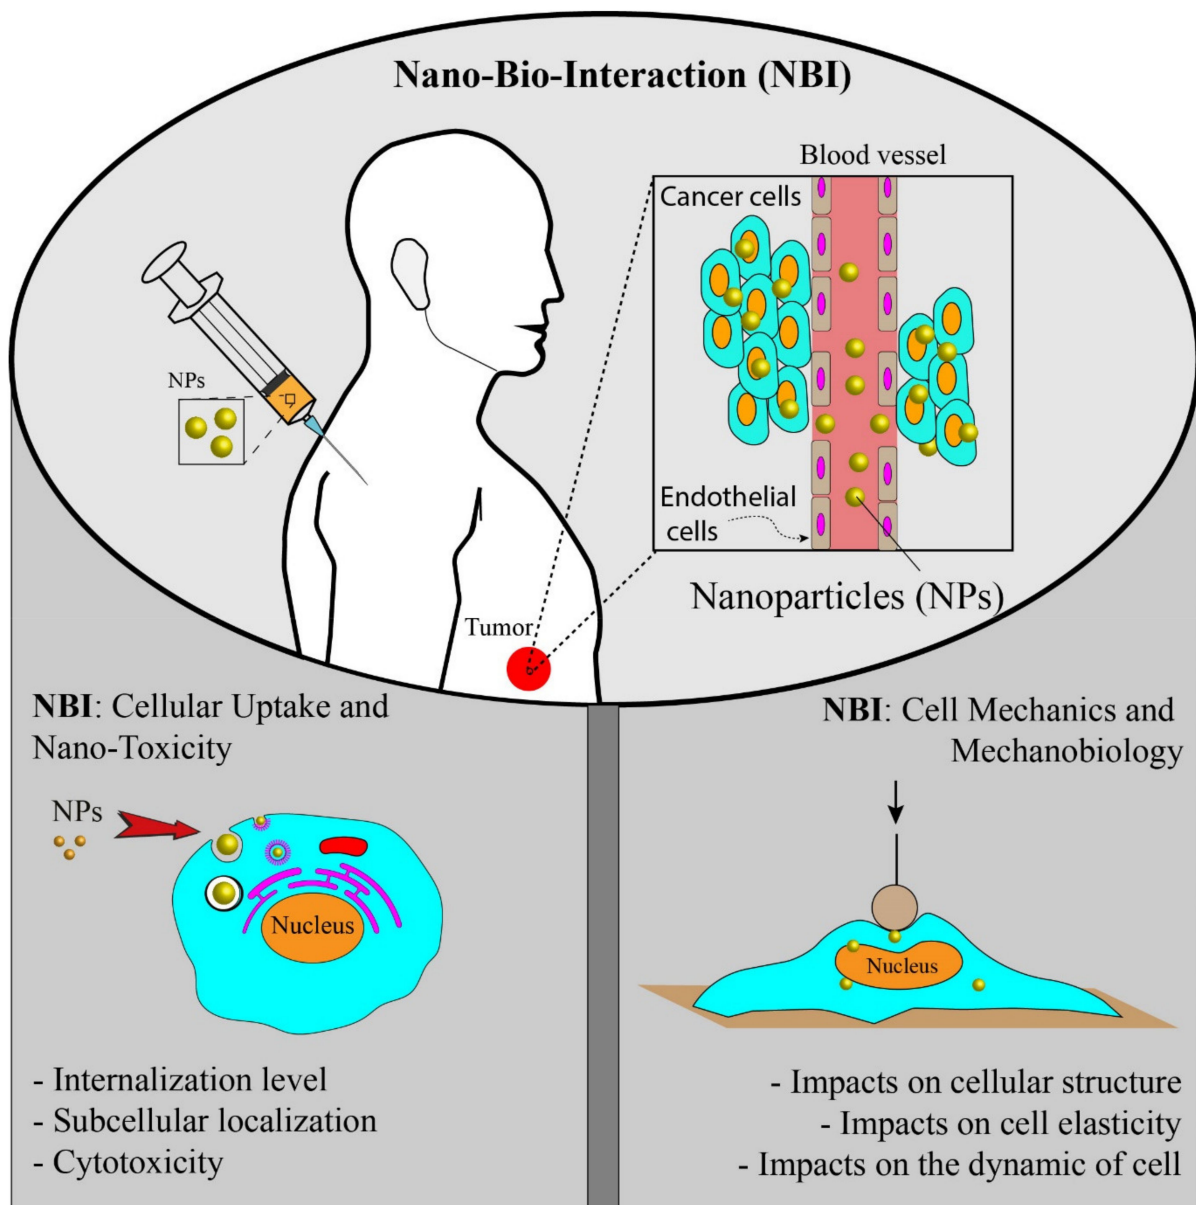 Nano-Bio-Interaction (NBI)
Blood vessel
Cancer cells
NPs
Endothelial
cells
Nanoparticles (NPs)
Tumor
NBI: Cellular Uptake and
Nano-Toxicity
NPs
Nucleus
- Internalization level
- Subcellular localization
- Cytotoxicity
NBI: Cell Mechanics and
Mechanobiology
Nucleus
- Impacts on cellular structure
- Impacts on cell elasticity
- Impacts on the dynamic of cell